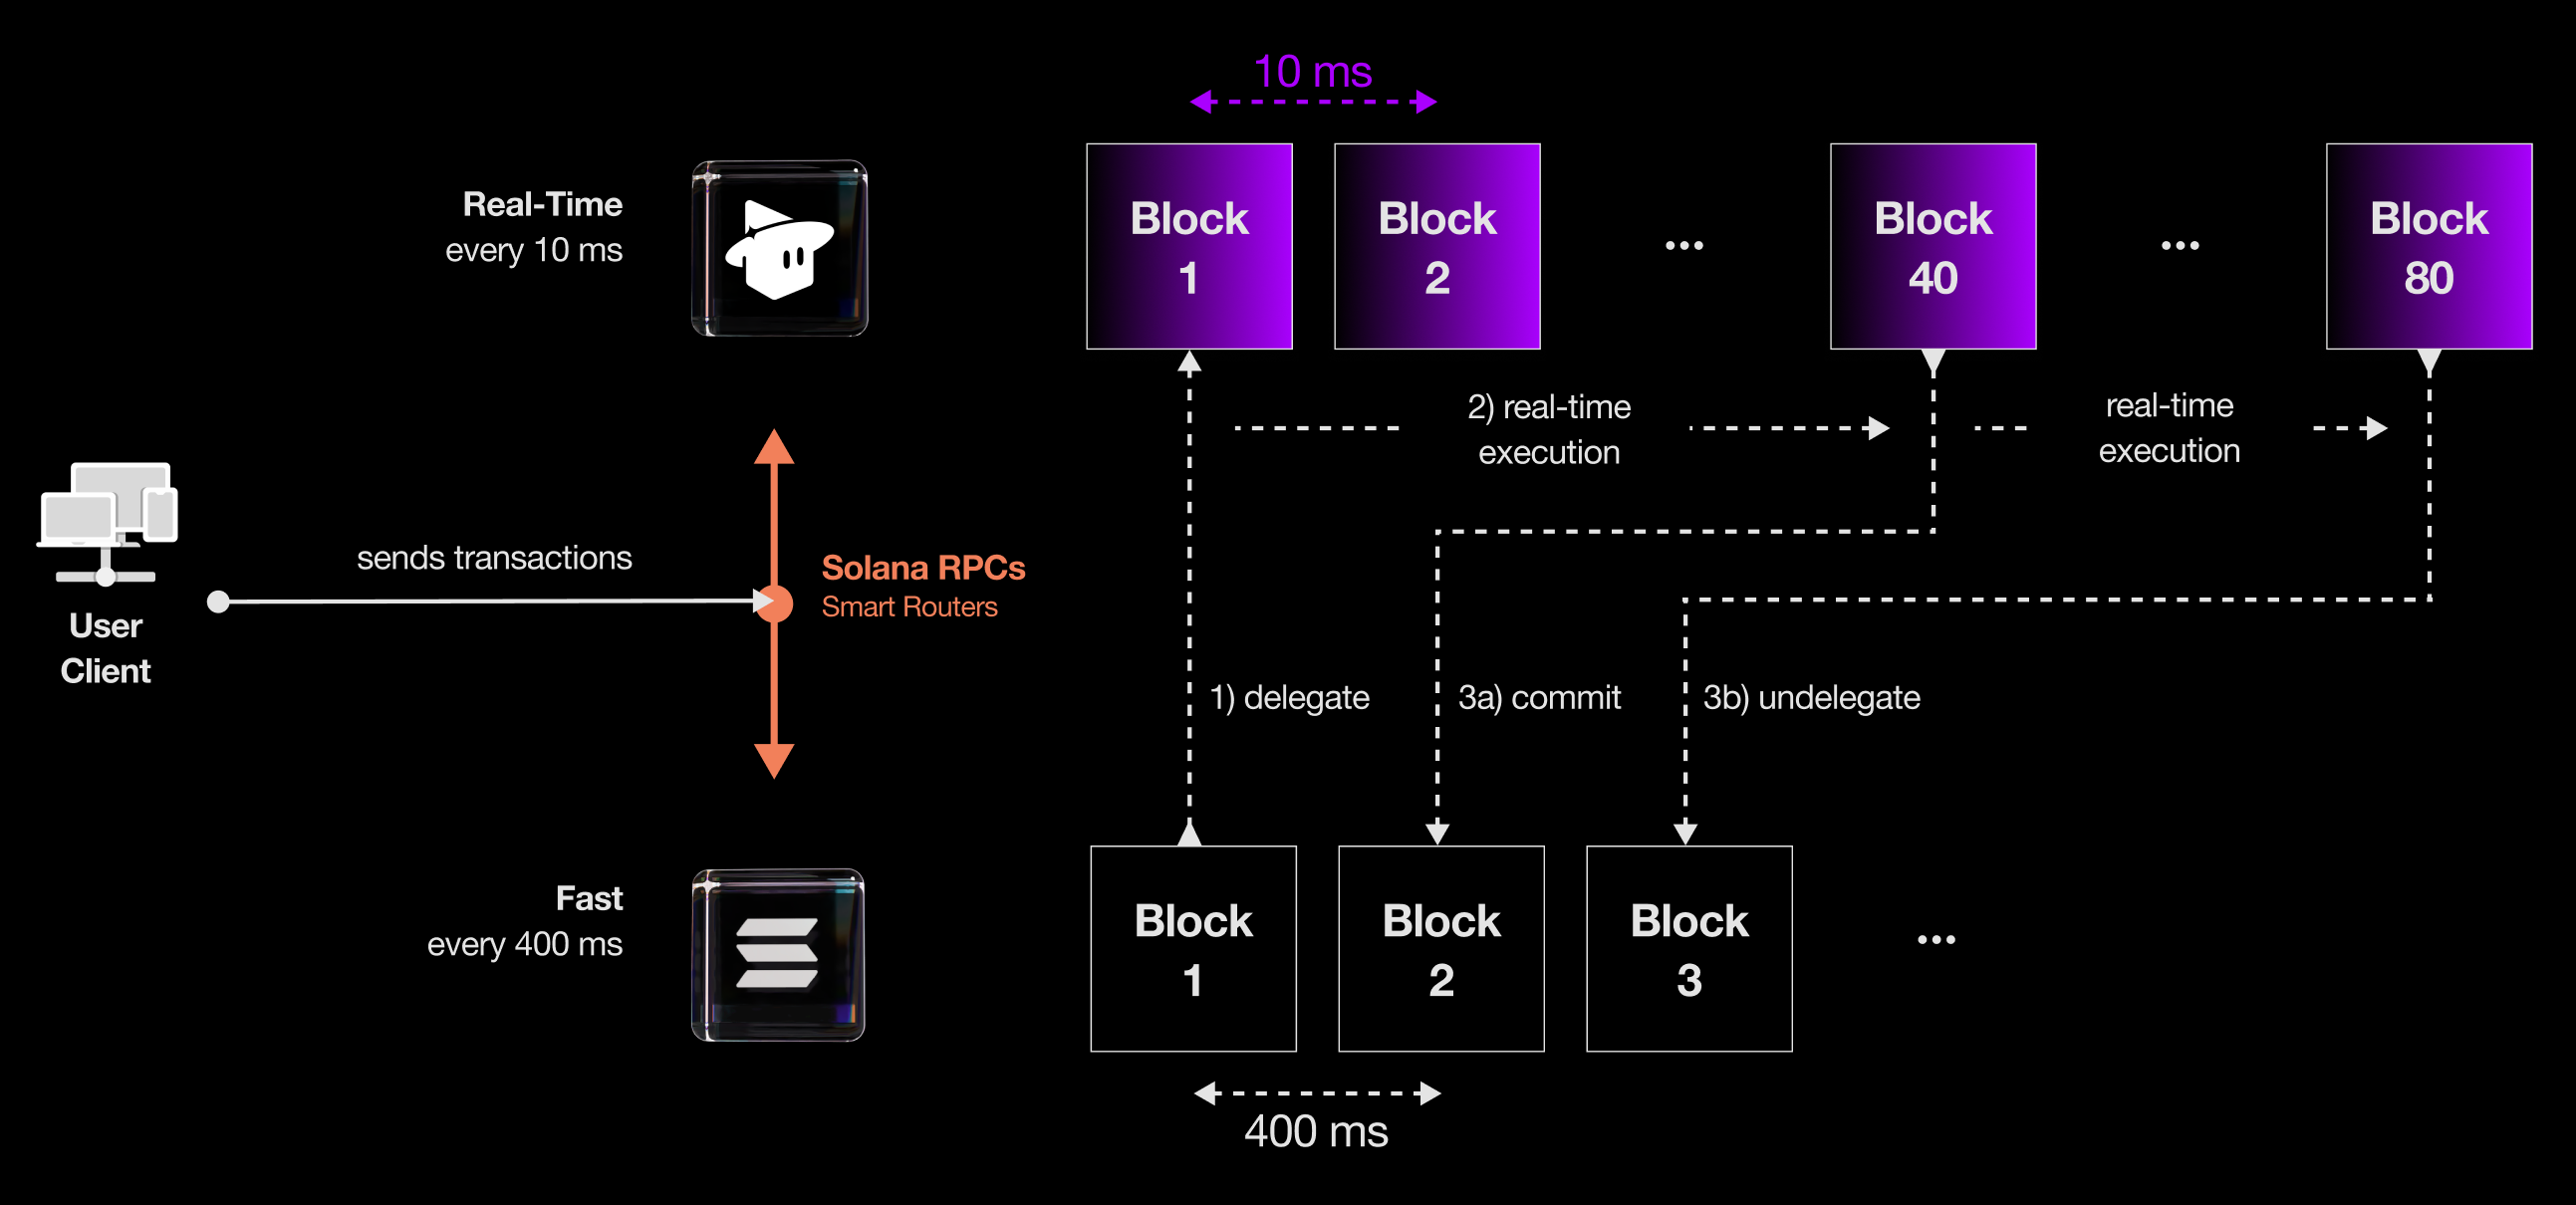 10 ms
Real-Time
every 10 ms
Block
1
Block
2
...
Block
40
...
Block
80
2) real-time
execution
real-time
execution
sends transactions
Solana RPCs
Smart Routers
User
Client
1) delegate
3a) commit
3b) undelegate
Fast
every 400 ms
Block
1
Block
2
Block
3
...
400 ms